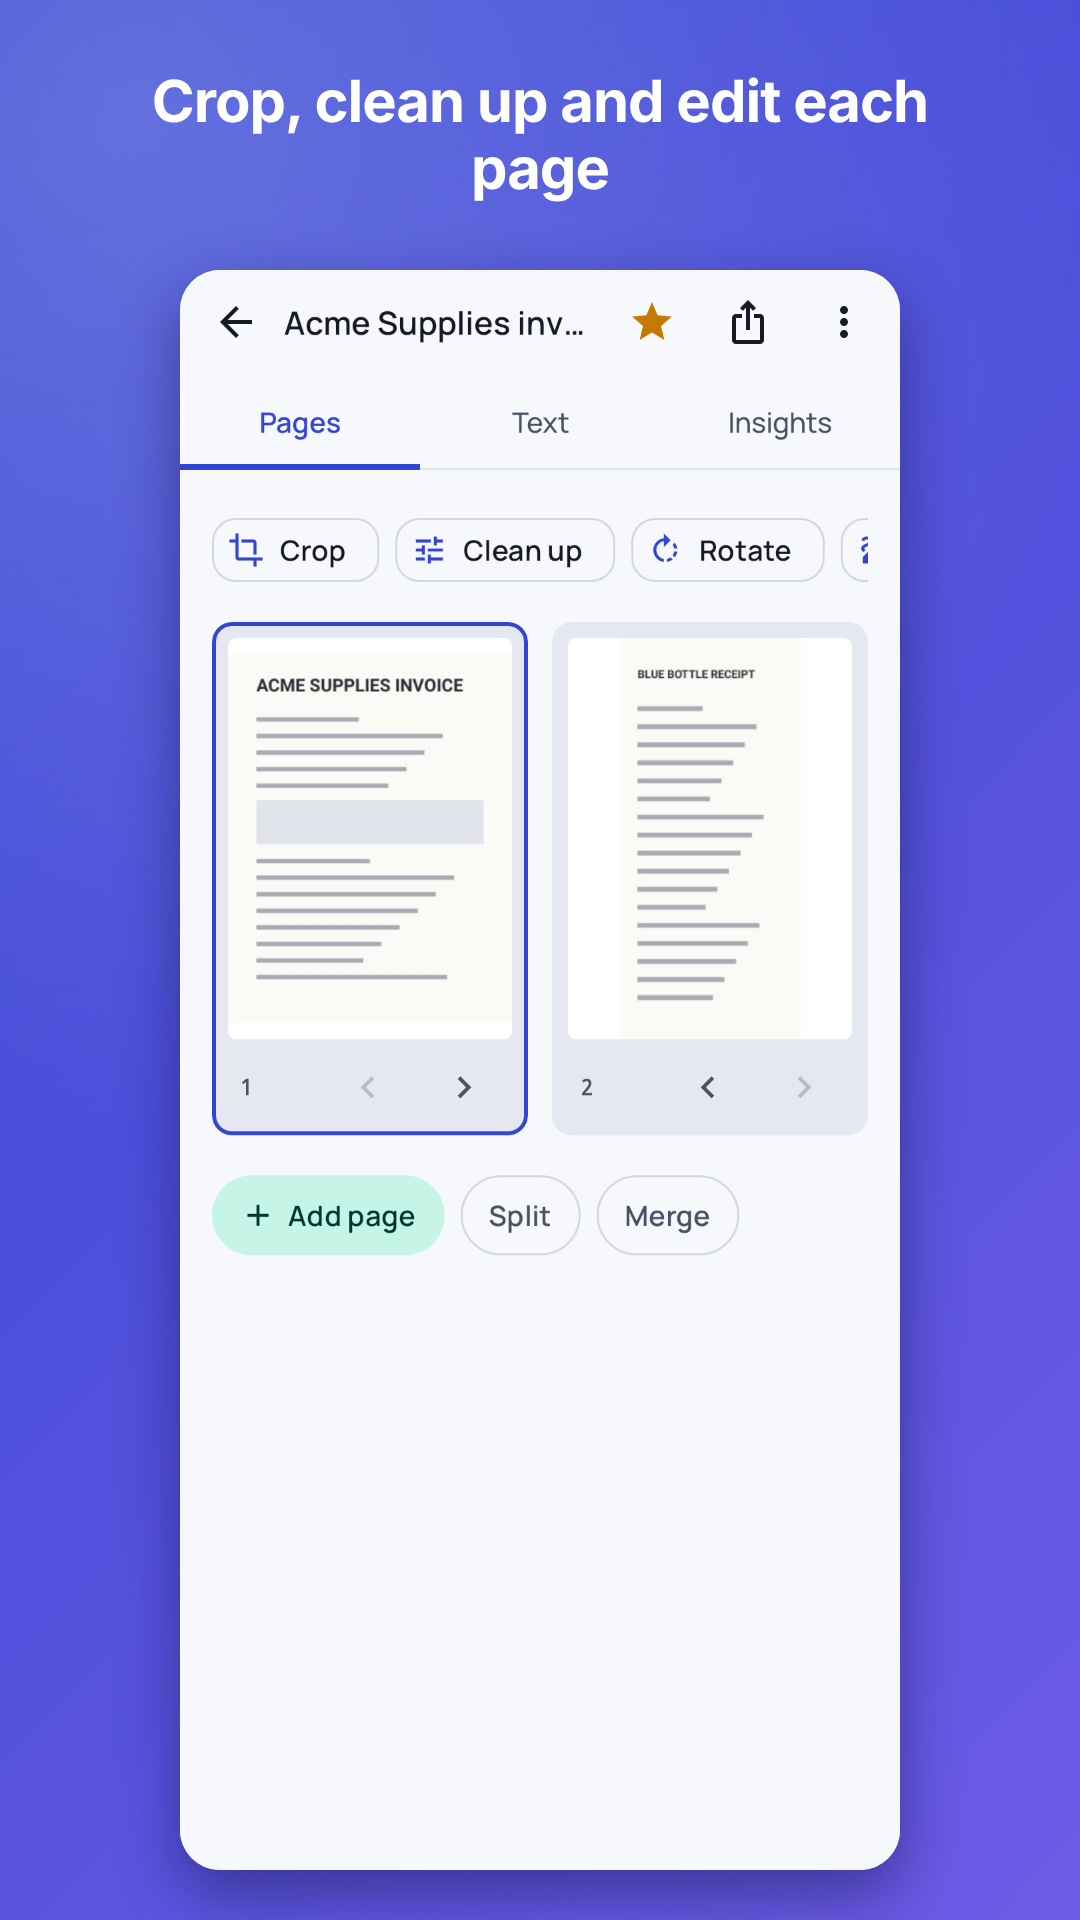 Crop, clean up and edit each
page
Acme Supplies inv...
Pages
Text
Insights
Crop
Clean up
Rotate
ACME SUPPLIES INVOICE
BLUE BOTTLE RECEIPT
1
2
Add page
Split
Merge